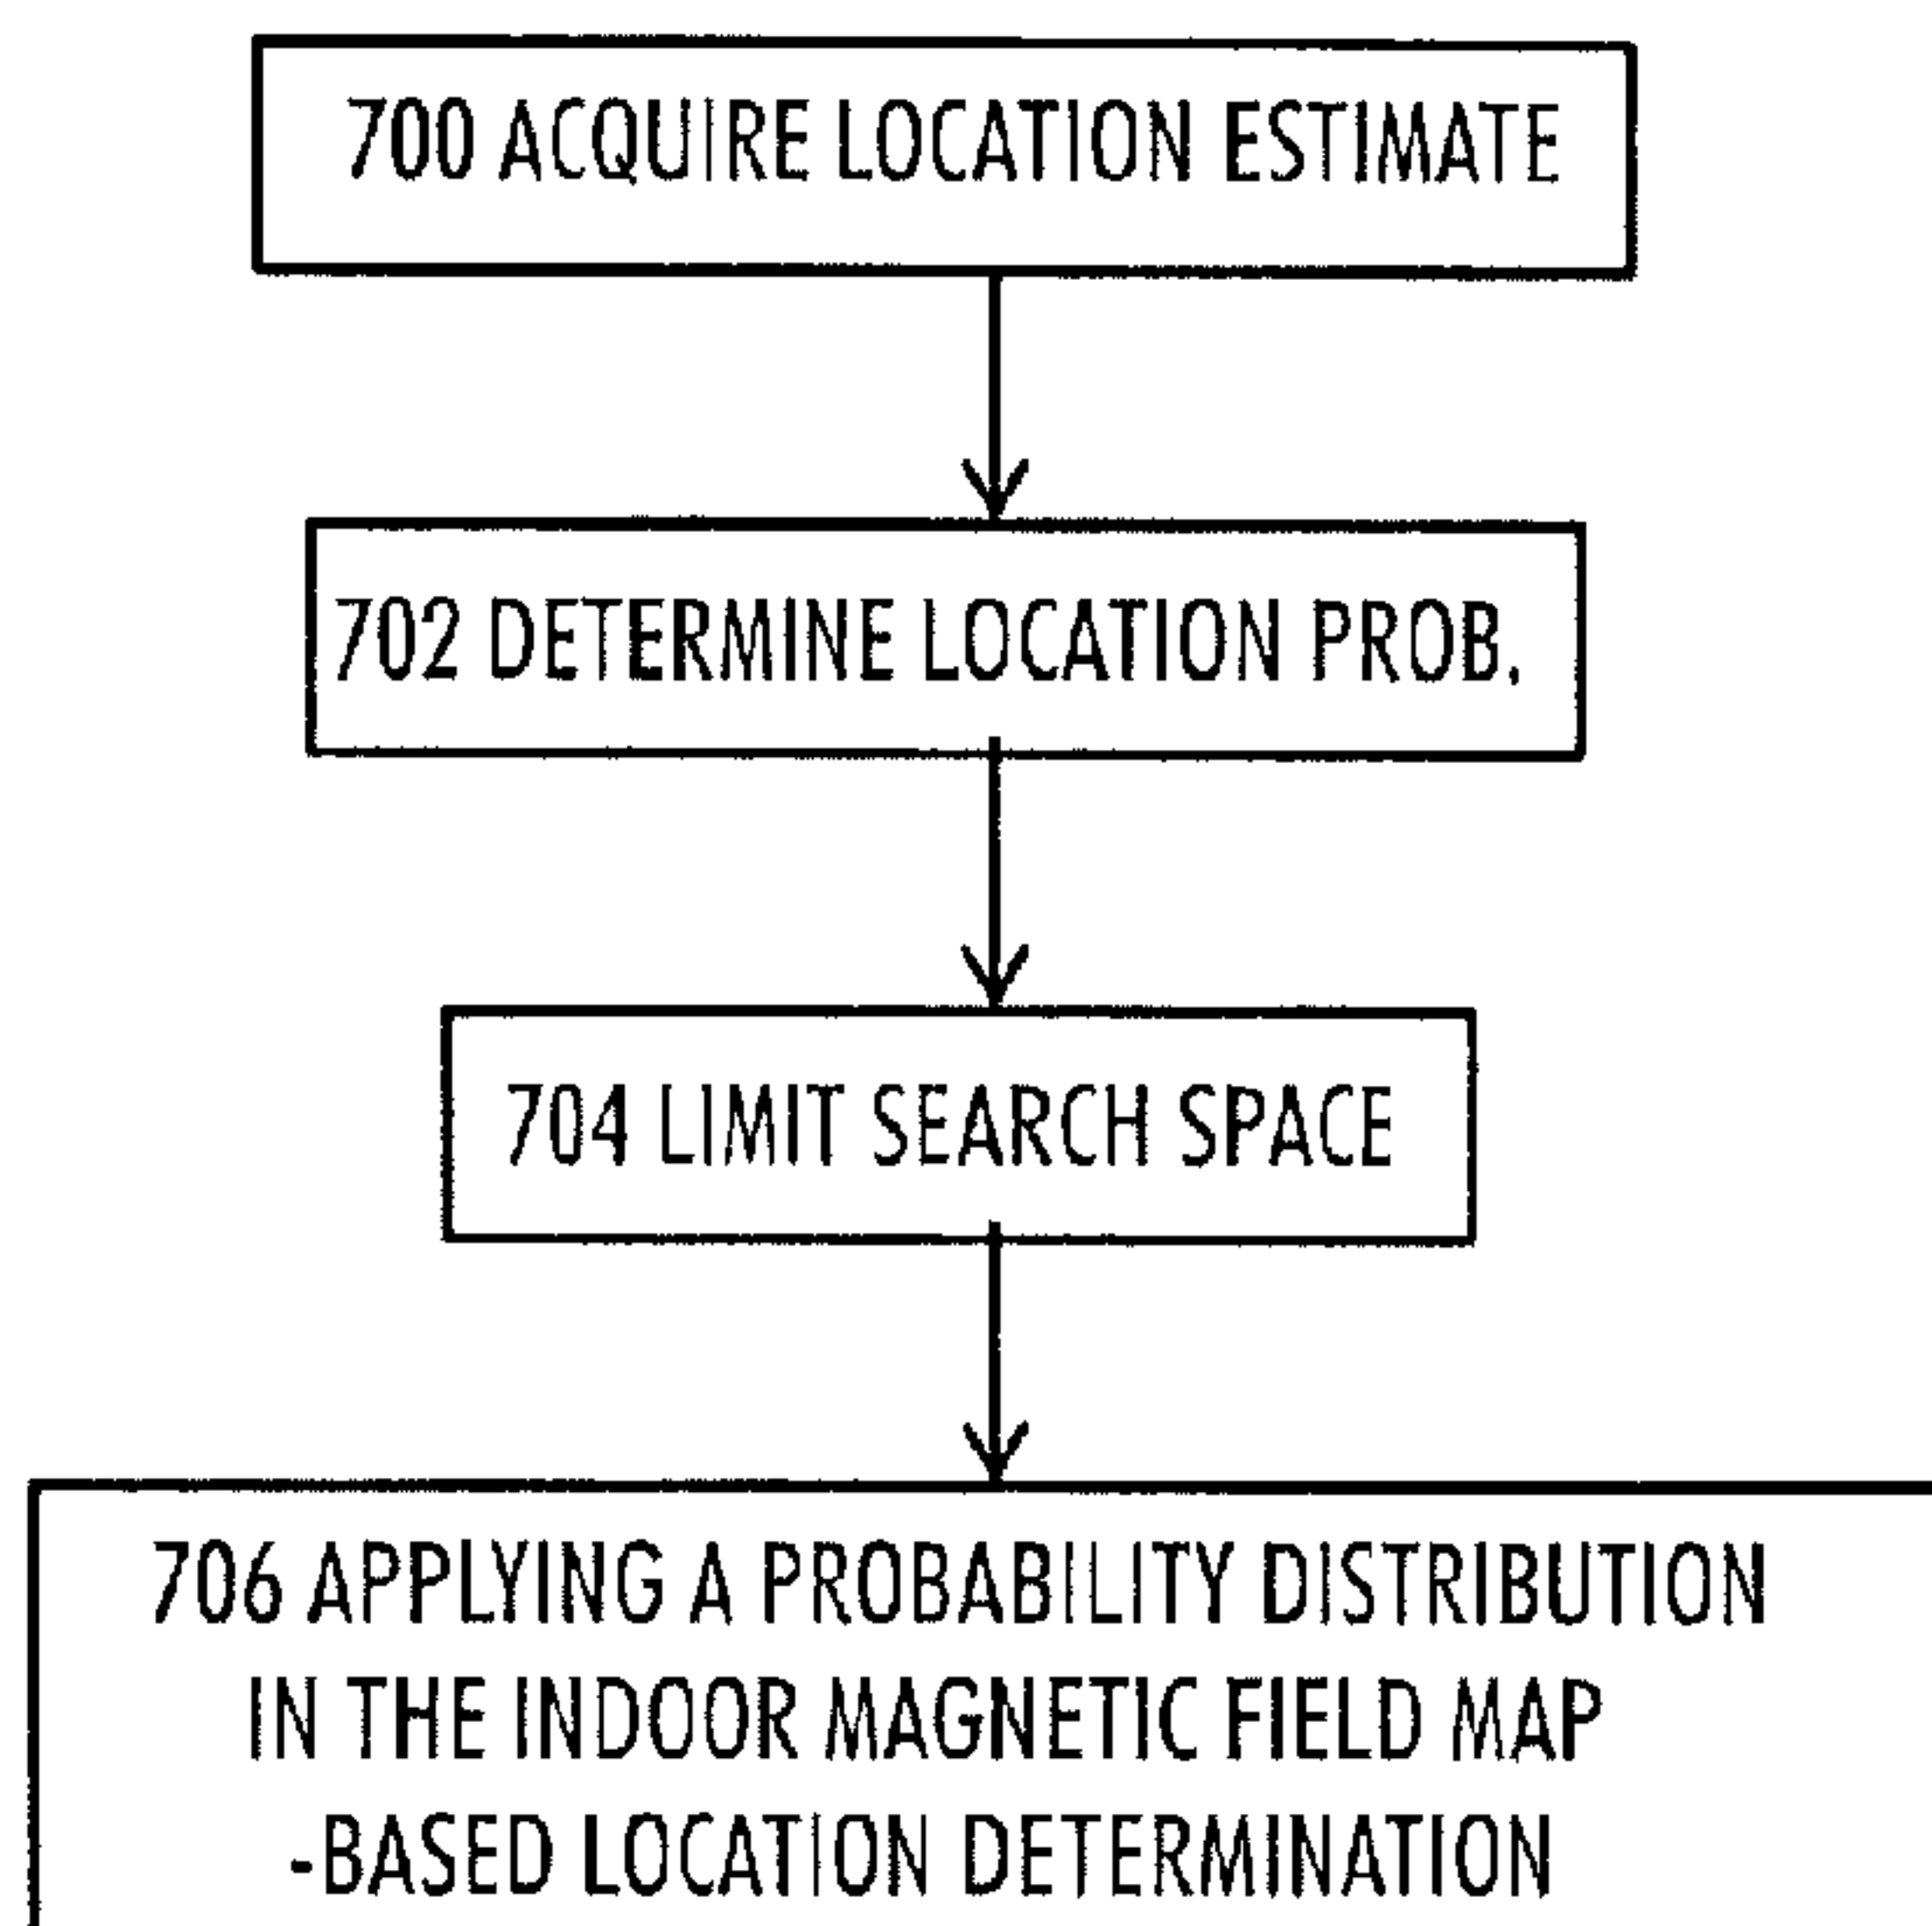 700 ACQUIRE LOCATION ESTIMATE
702 DETERMINE LOCATION PROB.
704 LIMIT SEARCH SPACE
706 APPLYING A PROBABILITY DISTRIBUTION
IN THE INDOOR MAGNETIC FIELD MAP
-BASED LOCATION DETERMINATION